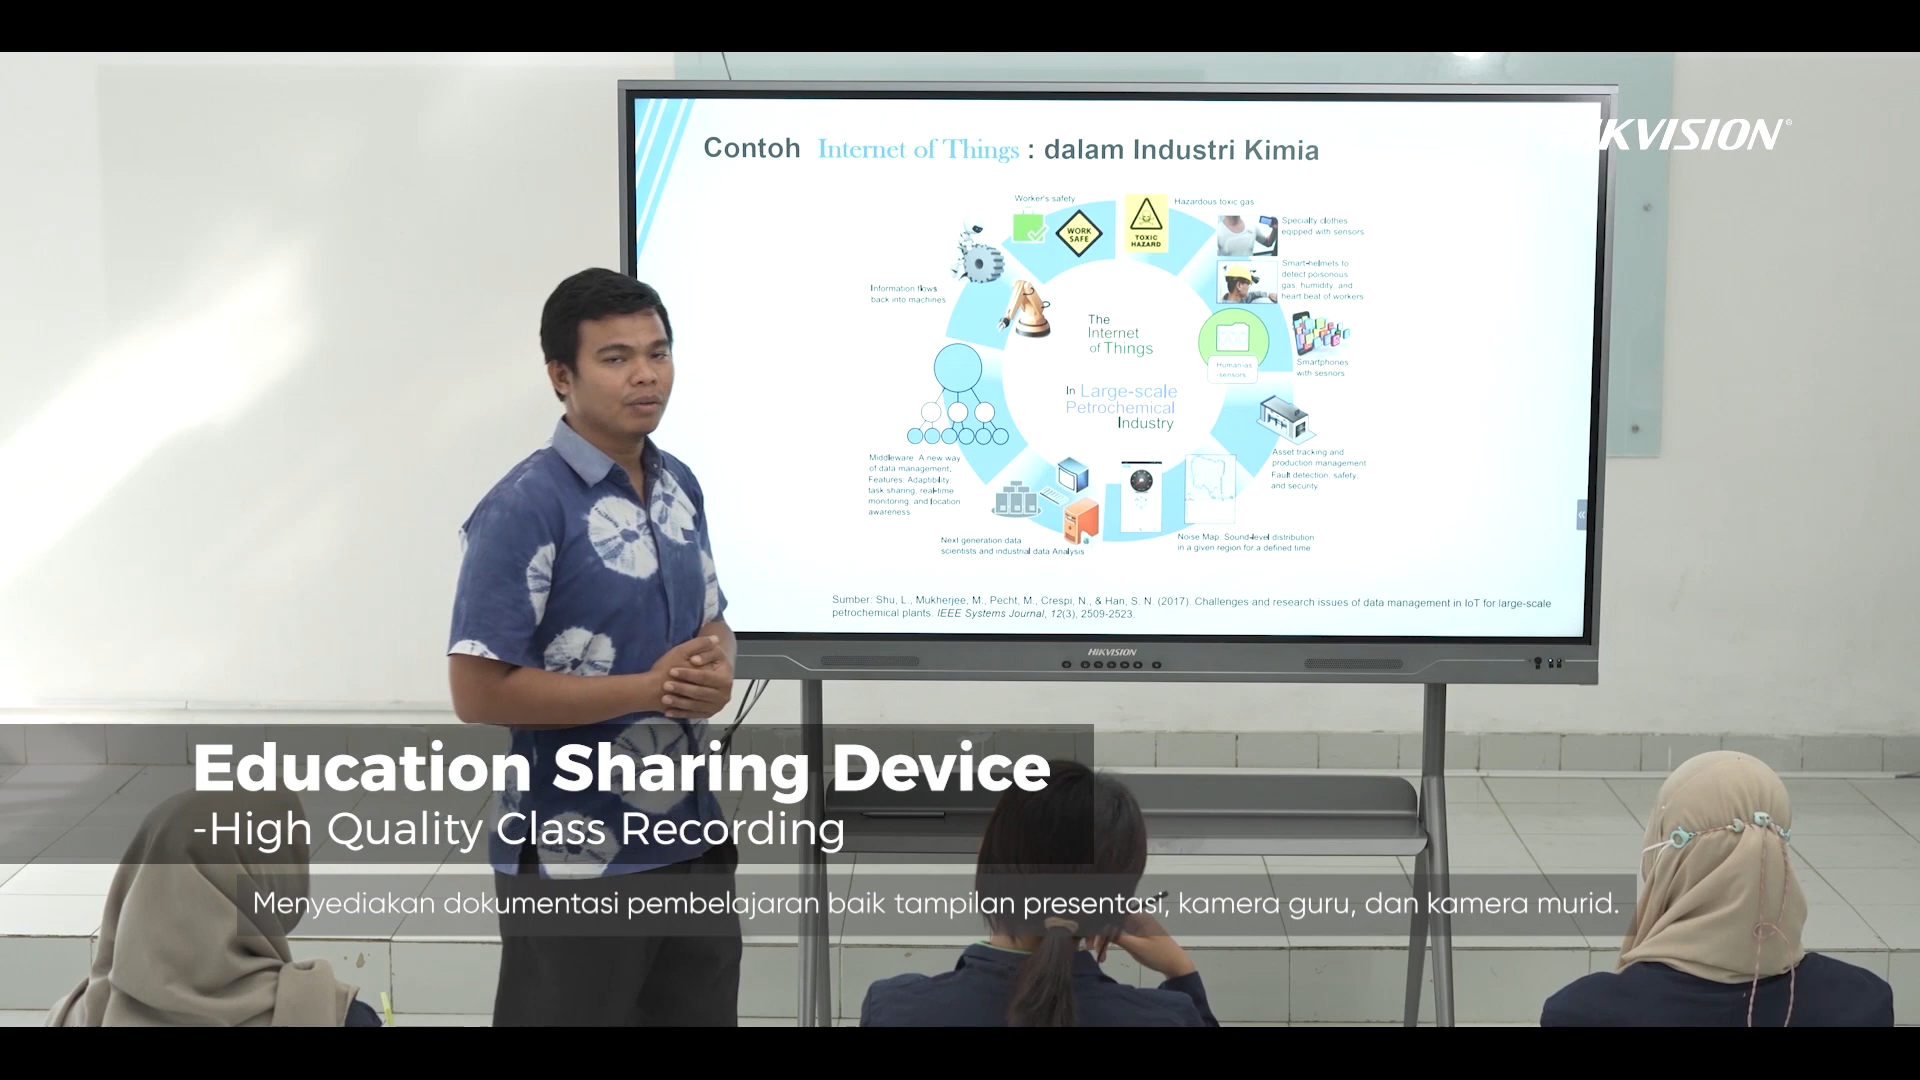 HIKVISION®
Contoh Internet of Things : dalam Industri Kimia
Worker's safety
WORK
SAFE
TOXIC
HAZARD
Hazardous toxic gas
Specialty clothes
eqipped with sensors
Smart-helmets to
detect poisonous
gas, humidity, and
heart beat of workers
Information flows
back into machines
The
Internet
of Things
Human as
-sensors
Smartphones
with sesnors
In Large-scale
Petrochemical
Industry
Asset tracking and
production management
Fault detection, safety,
and security
Middleware: A new way
of data management,
Features: Adaptibility,
task sharing, real-time
monitoring, and location
awareness
Next generation data
scientists and industrial data Analysis
Noise Map: Sound-level distribution
in a given region for a defined time
Sumber: Shu, L., Mukherjee, M., Pecht, M., Crespi, N., & Han, S. N. (2017). Challenges and research issues of data management in IoT for large-scale
petrochemical plants. IEEE Systems Journal, 12(3), 2509-2523.
HIKVISION
Education Sharing Device
-High Quality Class Recording
Menyediakan dokumentasi pembelajaran baik tampilan presentasi, kamera guru, dan kamera murid.